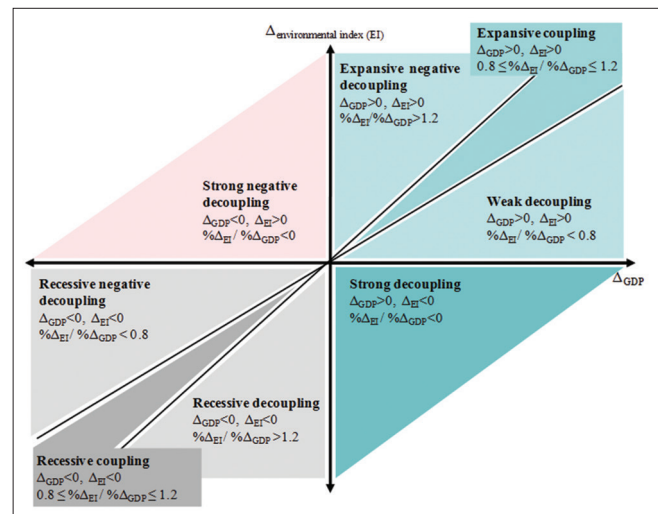 Δenvironmental index (EI)
Expansive coupling
ΔGDP>0, ΔEI>0
0.8 ≤%ΔEI/ %ΔGDP≤ 1.2
Expansive negative
decoupling
ΔGDP>0, ΔEI>0
%ΔEI/%ΔGDP>1.2
Strong negative
decoupling
ΔGDP<0, ΔEI>0
%ΔEI/ %ΔGDP<0
Weak decoupling
ΔGDP>0, ΔEI>0
%ΔEI/ %ΔGDP< 0.8
ΔGDP
Recessive negative
decoupling
ΔGDP<0, ΔEI<0
%ΔEI/ %ΔGDP< 0.8
Strong decoupling
ΔGDP>0, ΔEI<0
%ΔEI/ %ΔGDP<0
Recessive decoupling
ΔGDP<0, ΔEI<0
%ΔEI/ %ΔGDP>1.2
Recessive coupling
ΔGDP<0, ΔEI<0
0.8 ≤%ΔEI/ %ΔGDP≤ 1.2